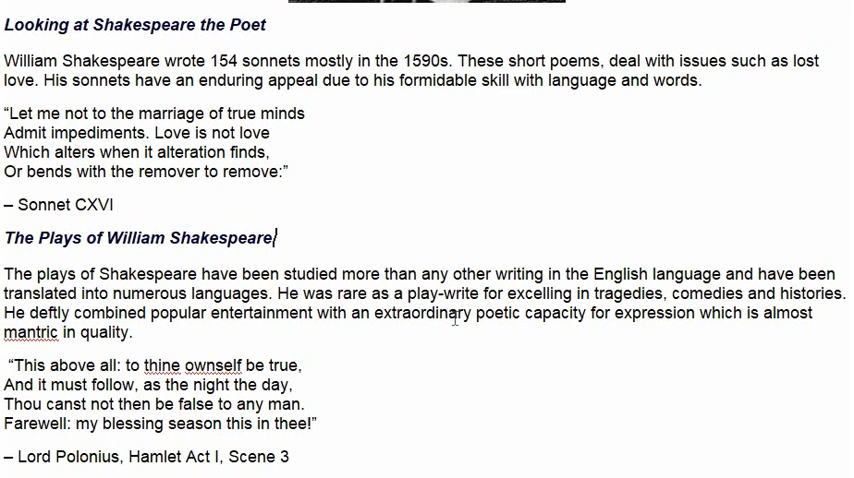 Looking at Shakespeare the Poet
William Shakespeare wrote 154 sonnets mostly in the 1590s. These short poems, deal with issues such as lost
love. His sonnets have an enduring appeal due to his formidable skill with language and words.
“Let me not to the marriage of true minds
Admit impediments. Love is not love
Which alters when it alteration finds,
Or bends with the remover to remove:”
– Sonnet CXVI
The Plays of William Shakespeare
The plays of Shakespeare have been studied more than any other writing in the English language and have been
translated into numerous languages. He was rare as a play-write for excelling in tragedies, comedies and histories.
He deftly combined popular entertainment with an extraordinary poetic capacity for expression which is almost
mantric in quality.
“This above all: to thine ownself be true,
And it must follow, as the night the day,
Thou canst not then be false to any man.
Farewell: my blessing season this in thee!”
– Lord Polonius, Hamlet Act I, Scene 3